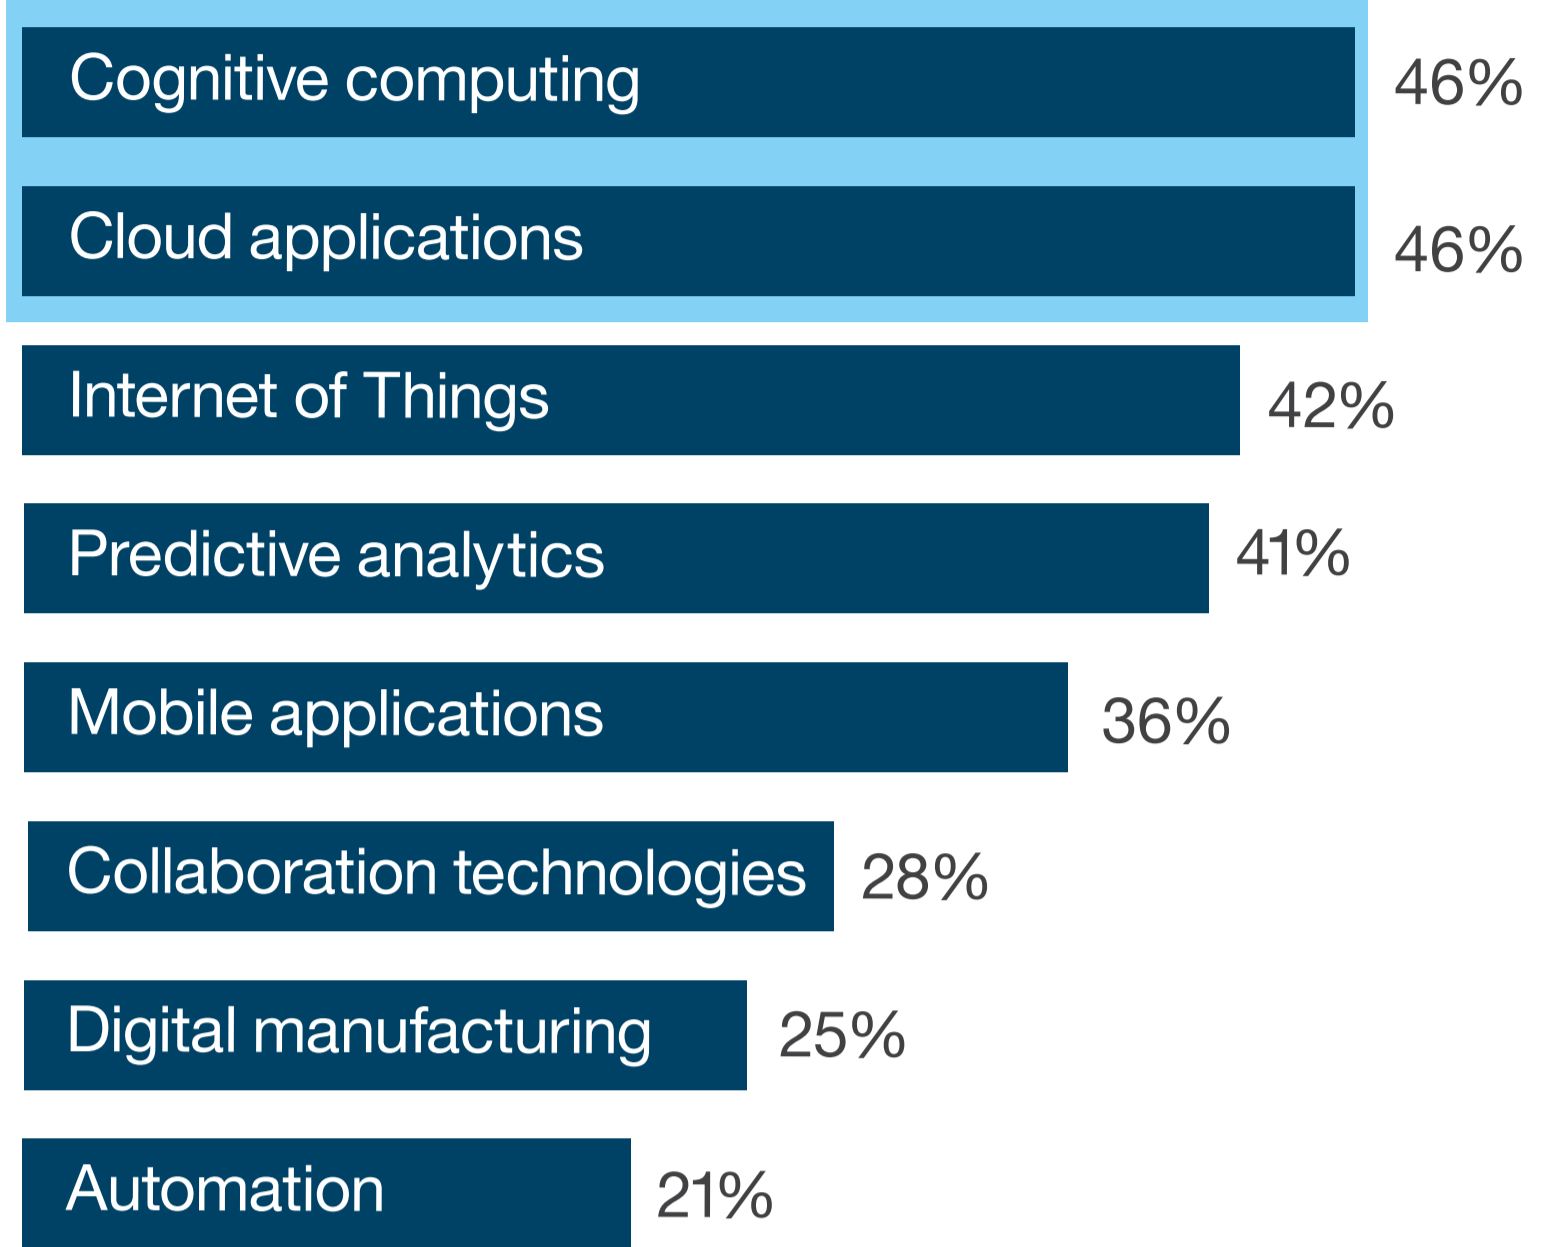 Cognitive computing 46%
Cloud applications 46%
Internet of Things 42%
Predictive analytics 41%
Mobile applications 36%
Collaboration technologies 28%
Digital manufacturing 25%
Automation 21%